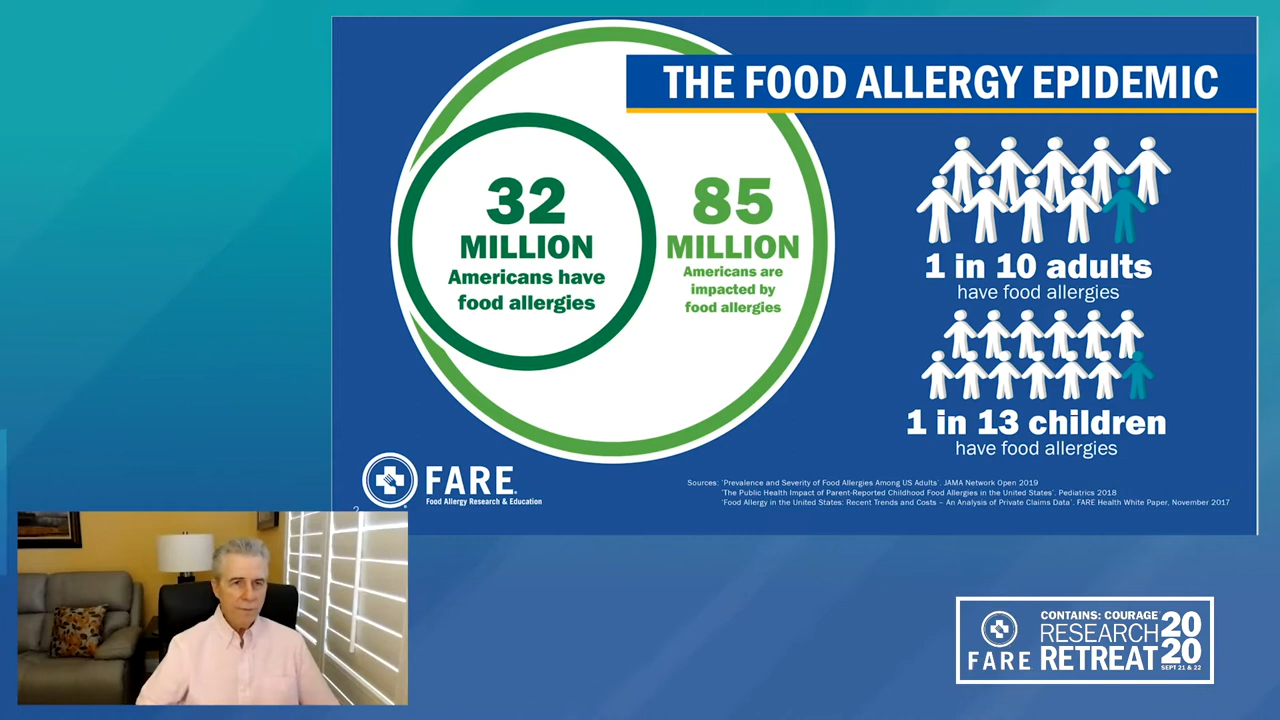 THE FOOD ALLERGY EPIDEMIC
32
MILLION
Americans have
food allergies
85
MILLION
Americans are
impacted by
food allergies
1 in 10 adults
have food allergies
1 in 13 children
have food allergies
FARE®
Food Allergy Research & Education
Sources: 'Prevalence and Severity of Food Allergies Among US Adults'. JAMA Network Open 2019
'The Public Health Impact of Parent-Reported Childhood Food Allergies in the United States'. Pediatrics 2018
'Food Allergy in the United States: Recent Trends and Costs – An Analysis of Private Claims Data'. FARE Health White Paper, November 2017
2
FARE
CONTAINS: COURAGE
RESEARCH
RETREAT
20
20
SEPT 21 & 22